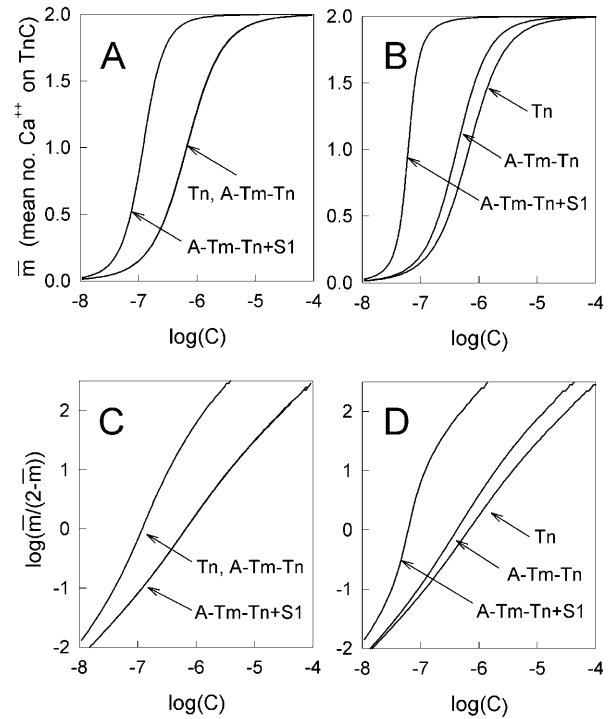 A
B
m̅ (mean no. Ca++ on TnC)
2.0
1.5
1.0
0.5
0.0
Tn, A-Tm-Tn
A-Tm-Tn+S1
-8 -7 -6 -5 -4
log(C)
2.0
1.5
1.0
0.5
0.0
Tn
A-Tm-Tn
A-Tm-Tn+S1
-8 -7 -6 -5 -4
log(C)
C
D
log(m̅/(2-m̅))
2
1
0
-1
-2
Tn, A-Tm-Tn
A-Tm-Tn+S1
-8 -7 -6 -5 -4
log(C)
2
1
0
-1
-2
Tn
A-Tm-Tn
A-Tm-Tn+S1
-8 -7 -6 -5 -4
log(C)